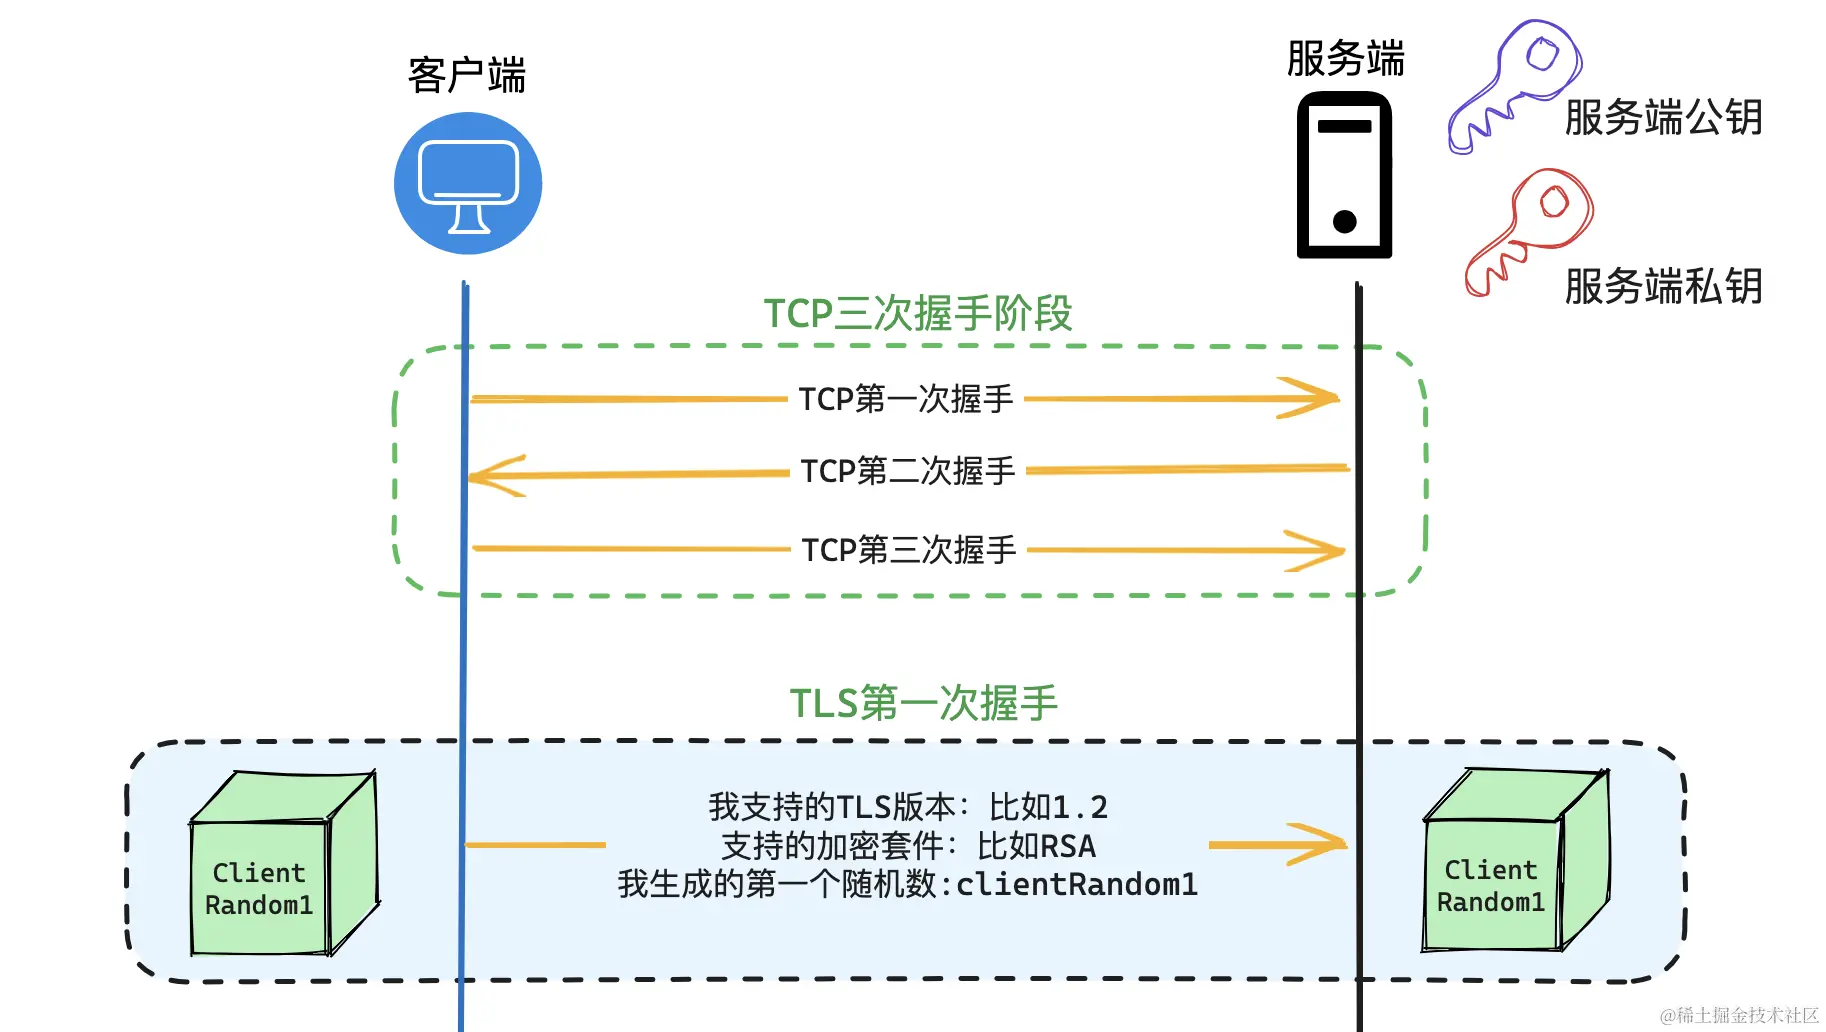 客户端
服务端
服务端公钥
服务端私钥
TCP三次握手阶段
TCP第一次握手
TCP第二次握手
TCP第三次握手
TLS第一次握手
我支持的TLS版本：比如1.2
支持的加密套件：比如RSA
我生成的第一个随机数:clientRandom1
Client
Random1
Client
Random1
@稀土掘金技术社区